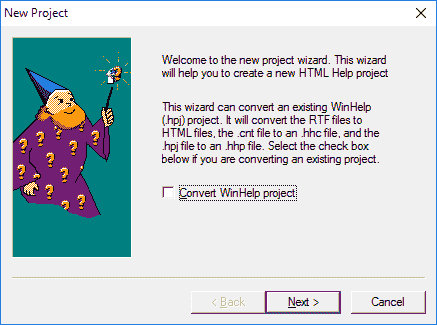 New Project
Welcome to the new project wizard. This wizard
will help you to create a new HTML Help project
This wizard can convert an existing WinHelp
(.hpj) project. It will convert the RTF files to
HTML files, the .cnt file to an .hhc file, and the
.hpj file to an .hhp file. Select the check box
below if you are converting an existing project.
Convert WinHelp project
< Back
Next >
Cancel